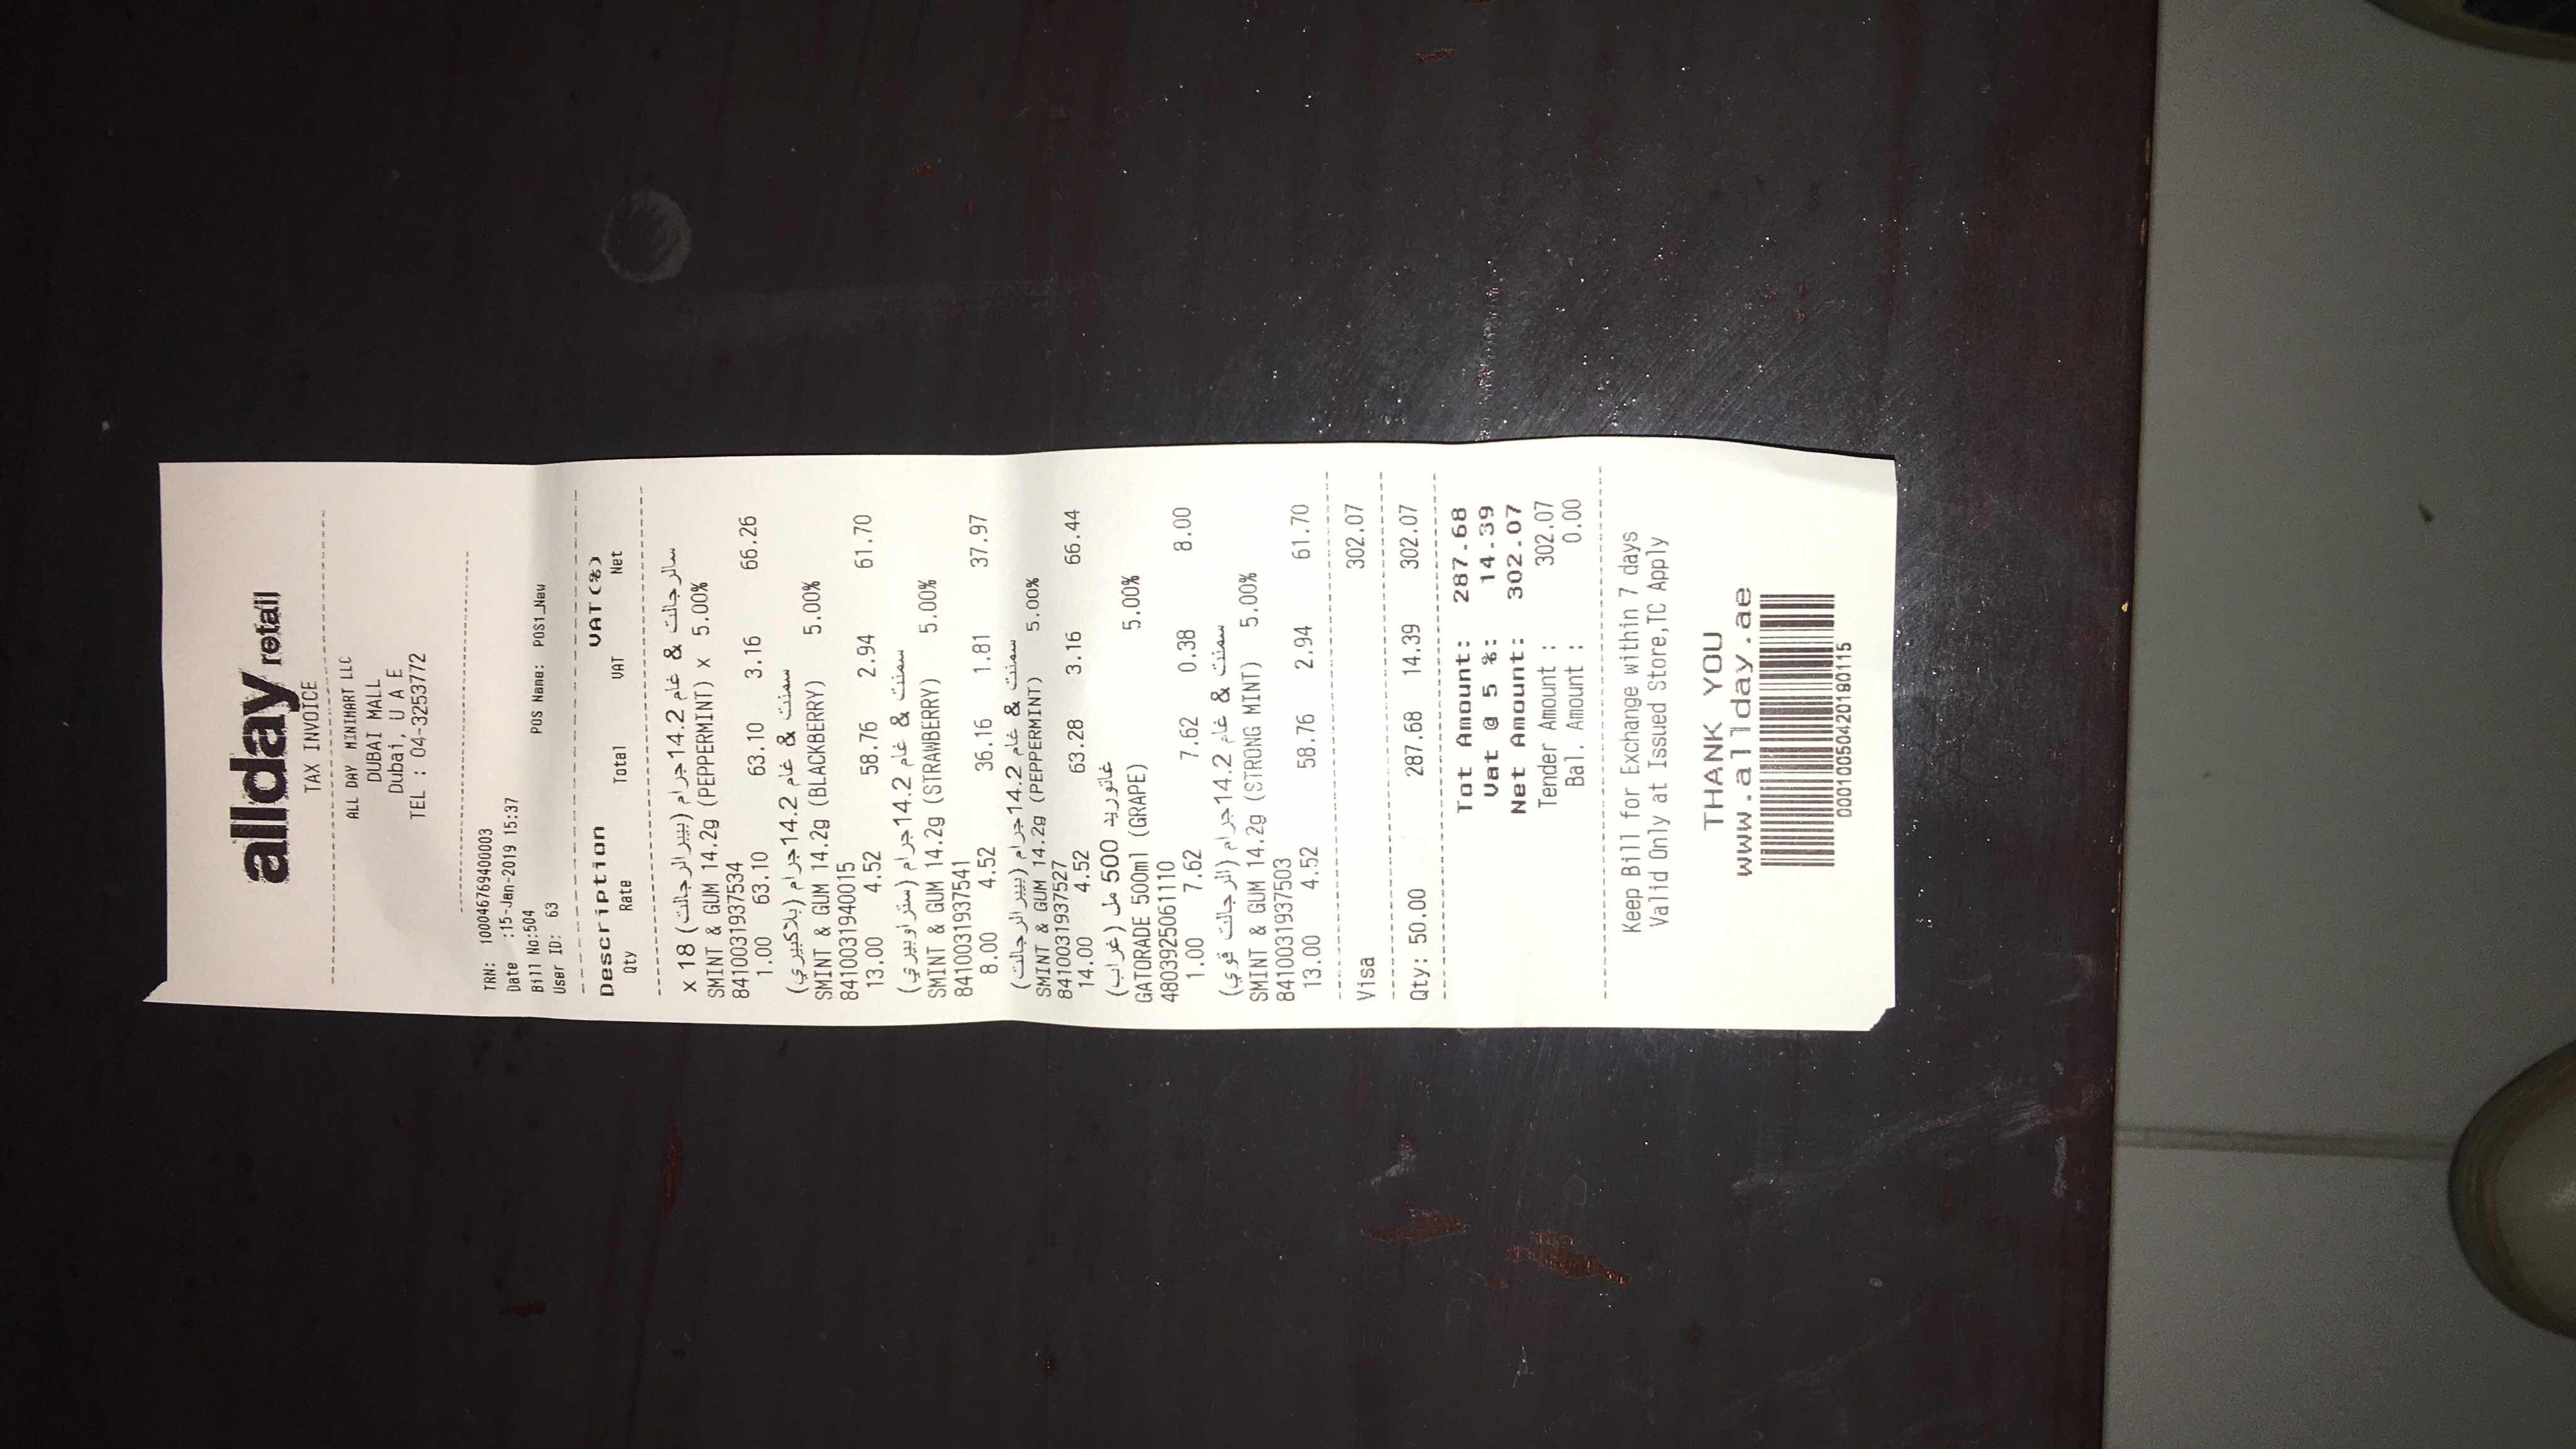 allday retail
TAX INVOICE
ALL DAY MINIMART LLC
DUBAI MALL
Dubai, U A E
TEL : 04-3253772
TRN: 100046769400003
Date :15-Jan-2019 15:37
Bill No:504
User ID: 63 POS Name: POS1_New
Description VAT(%)
Qty Rate Total VAT Net
سالرجالت & غام 14.2جرام (بيبرالرجالت) 18 x
SMINT & GUM 14.2g (PEPPERMINT) x 5.00%
8410031937534
1.00 63.10 63.10 3.16 66.26
سمنت & غام 14.2جرام (بلاكبيري)
SMINT & GUM 14.2g (BLACKBERRY) 5.00%
8410031940015
13.00 4.52 58.76 2.94 61.70
سمنت & غام 14.2جرام (ستراوبيري)
SMINT & GUM 14.2g (STRAWBERRY) 5.00%
8410031937541
8.00 4.52 36.16 1.81 37.97
سمنت & غام 14.2جرام (بيبرالرجالت)
SMINT & GUM 14.2g (PEPPERMINT) 5.00%
8410031937527
14.00 4.52 63.28 3.16 66.44
غاتوريد 500 مل (غراب)
GATORADE 500ml (GRAPE) 5.00%
4803925061110
1.00 7.62 7.62 0.38 8.00
سمنت & غام 14.2جرام (الرجالت قوي)
SMINT & GUM 14.2g (STRONG MINT) 5.00%
8410031937503
13.00 4.52 58.76 2.94 61.70
Visa 302.07
Qty: 50.00 287.68 14.39 302.07
Tot Amount: 287.68
Vat @ 5 %: 14.39
Net Amount: 302.07
Tender Amount : 302.07
Bal. Amount : 0.00
Keep Bill for Exchange within 7 days
Valid Only at Issued Store,TC Apply
THANK YOU
www.allday.ae
00010050420180115